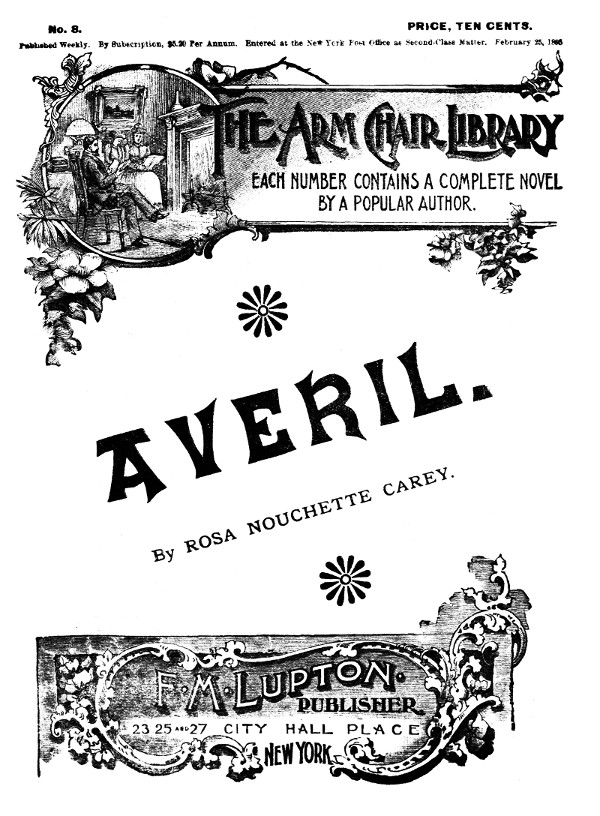 No. 8.
PRICE, TEN CENTS.
Published Weekly. By Subscription, $5.20 Per Annum. Entered at the New York Post Office as Second-Class Matter. February 25, 1895
THE ARM CHAIR LIBRARY
EACH NUMBER CONTAINS A COMPLETE NOVEL
BY A POPULAR AUTHOR.
AVERIL.
By ROSA NOUCHETTE CAREY.
F. M. LUPTON.
PUBLISHER,
23 25 AND 27 CITY HALL PLACE
NEW YORK.